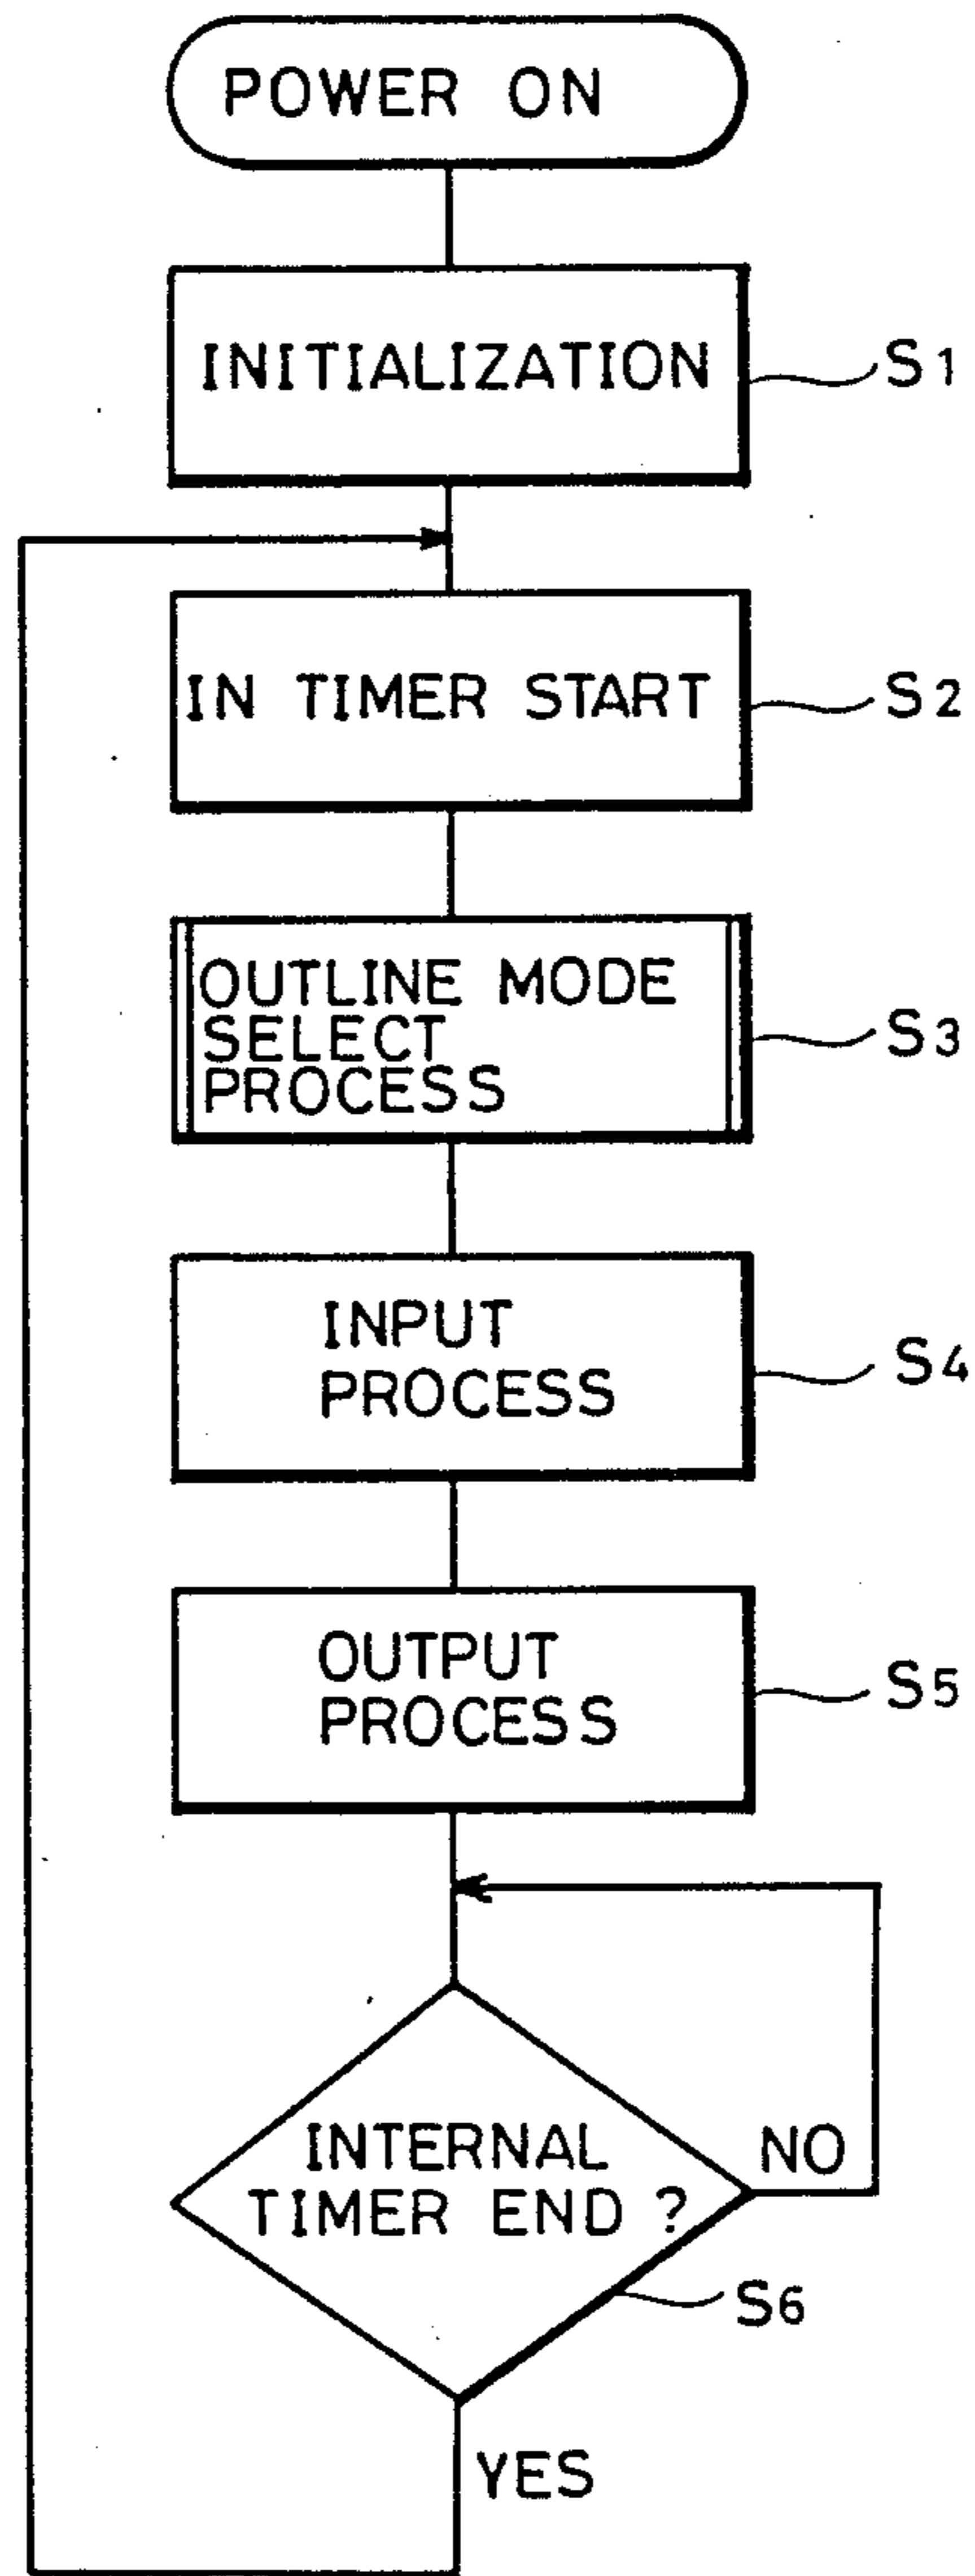 POWER ON
INITIALIZATION
S1
IN TIMER START
S2
OUTLINE MODE
SELECT
PROCESS
S3
INPUT
PROCESS
S4
OUTPUT
PROCESS
S5
INTERNAL
TIMER END ?
NO
S6
YES